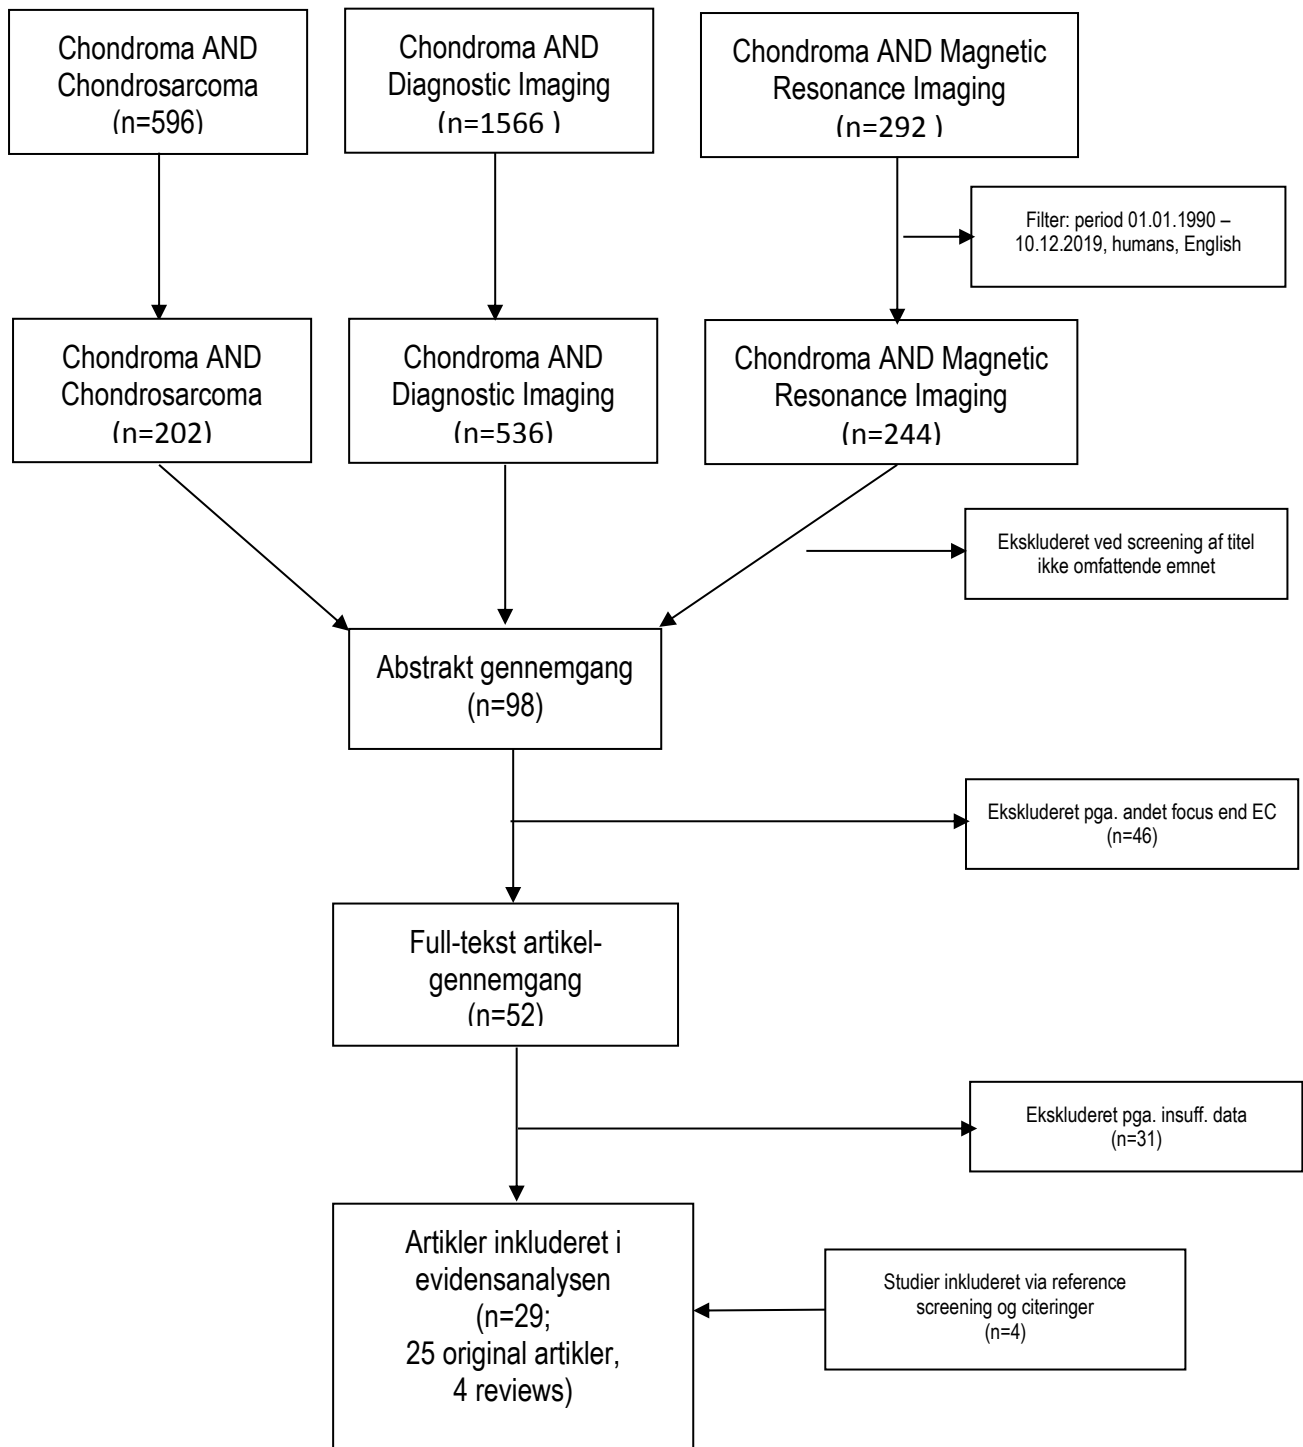 Chondroma AND
Chondrosarcoma
(n=596)
Chondroma AND
Diagnostic Imaging
(n=1566 )
Chondroma AND Magnetic
Resonance Imaging
(n=292 )
Filter: period 01.01.1990 –
10.12.2019, humans, English
Chondroma AND
Chondrosarcoma
(n=202)
Chondroma AND
Diagnostic Imaging
(n=536)
Chondroma AND Magnetic
Resonance Imaging
(n=244)
Ekskluderet ved screening af titel
ikke omfattende emnet
Abstrakt gennemgang
(n=98)
Ekskluderet pga. andet focus end EC
(n=46)
Full-tekst artikel-
gennemgang
(n=52)
Ekskluderet pga. insuff. data
(n=31)
Artikler inkluderet i
evidensanalysen
(n=29;
25 original artikler,
4 reviews)
Studier inkluderet via reference
screening og citeringer
(n=4)